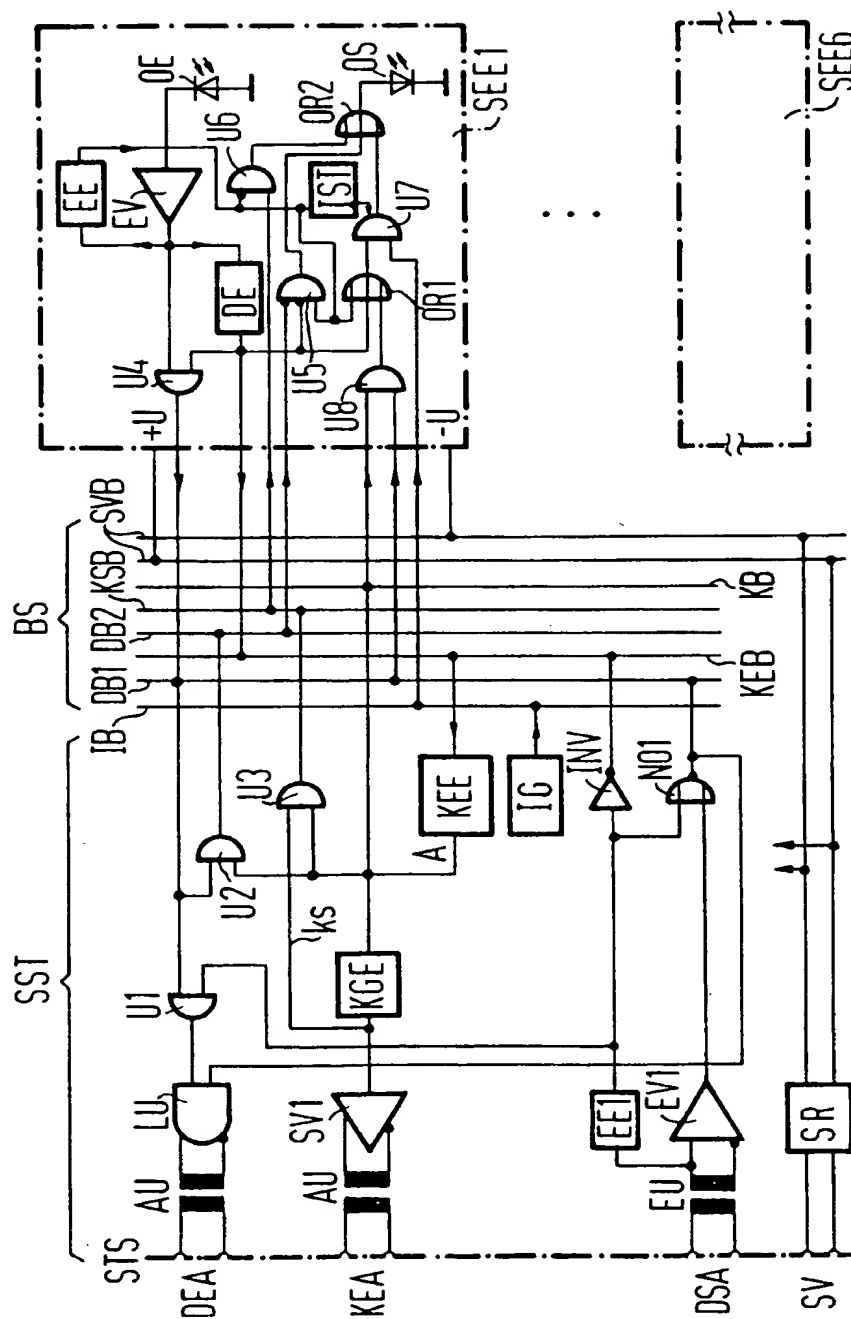 SST
BS
STS
DEA
AU
LU
U1
KEA
AU
SV1
KGE
ks
U2
U3
A
KEE
IG
INV
NO1
DSA
EU
EE1
EV1
SV
SR
IB
DB1
DB2
KSB
SVB
KEB
KB
+U
-U
U4
DE
EE
EV
U5
U8
OR1
U6
TST
U7
OR2
OE
OS
SEE1
SEE6